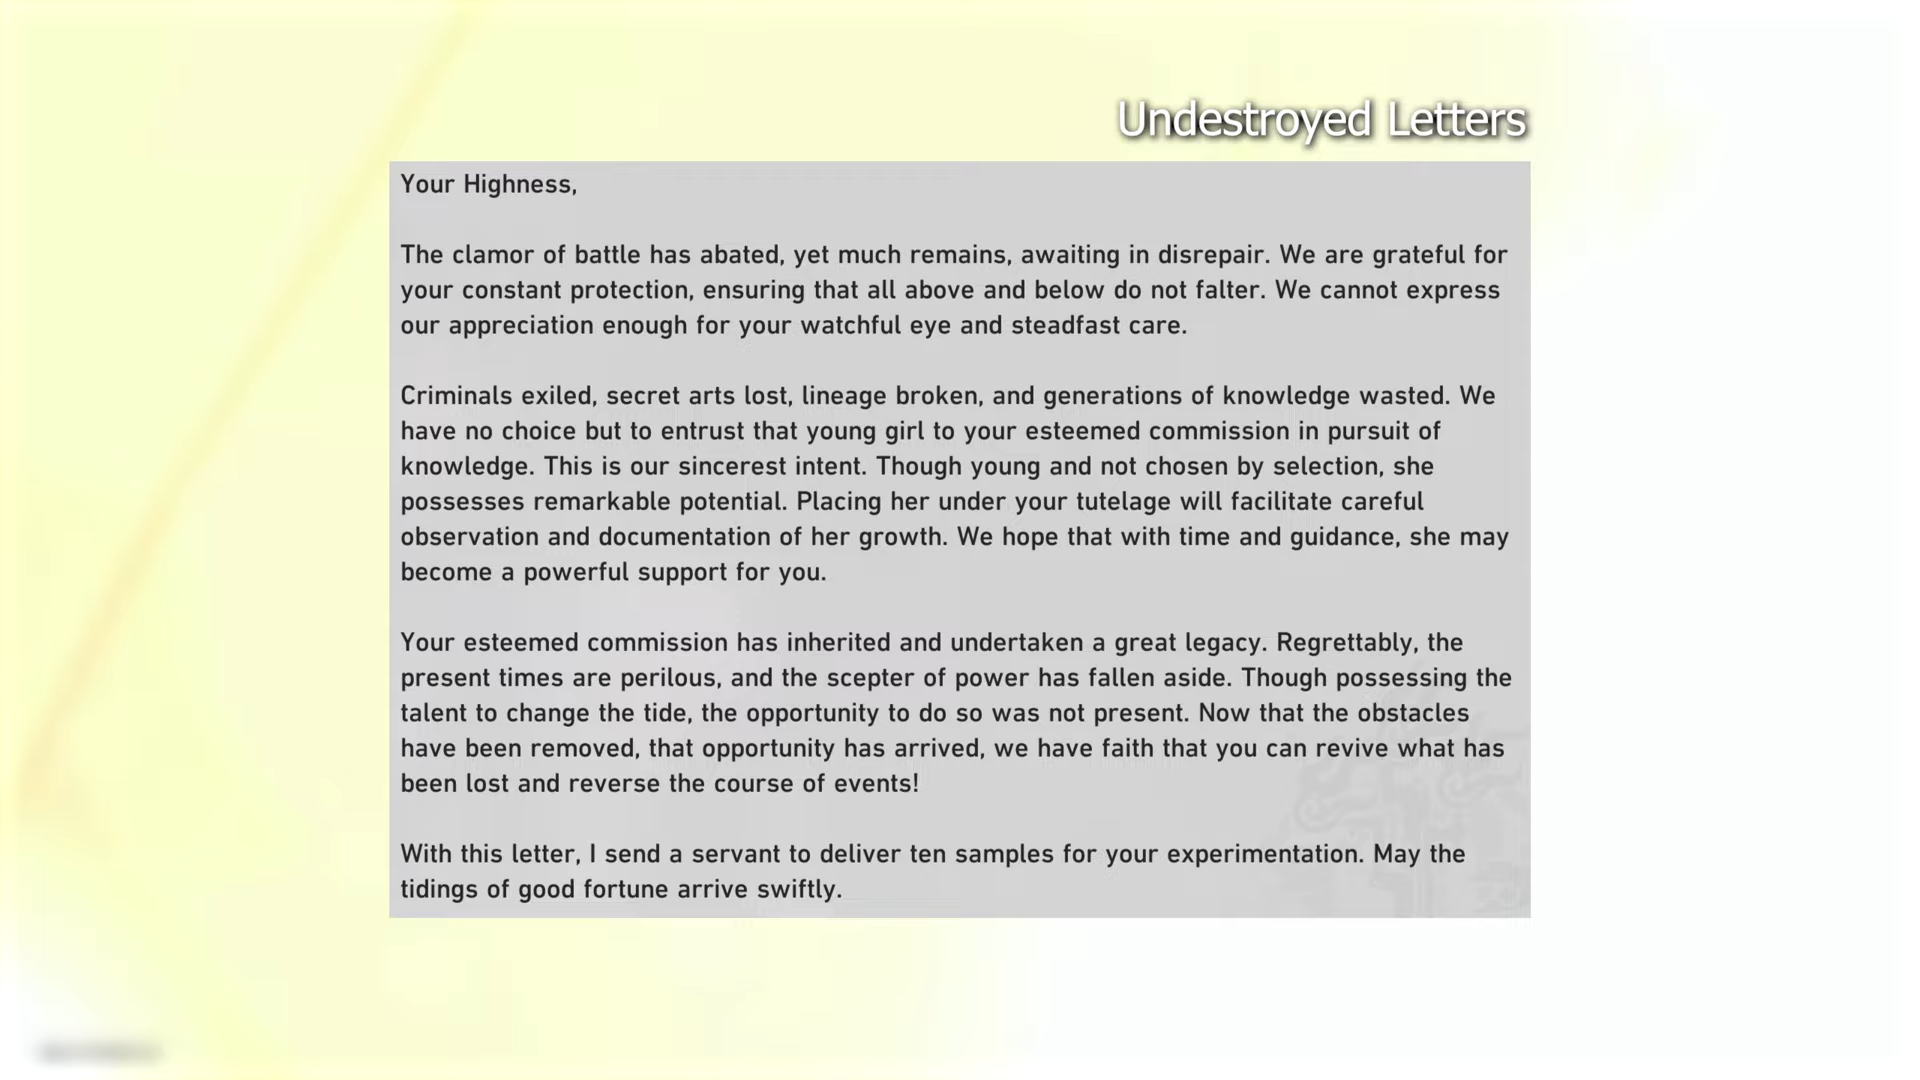 Undestroyed Letters
Your Highness,
The clamor of battle has abated, yet much remains, awaiting in disrepair. We are grateful for
your constant protection, ensuring that all above and below do not falter. We cannot express
our appreciation enough for your watchful eye and steadfast care.
Criminals exiled, secret arts lost, lineage broken, and generations of knowledge wasted. We
have no choice but to entrust that young girl to your esteemed commission in pursuit of
knowledge. This is our sincerest intent. Though young and not chosen by selection, she
possesses remarkable potential. Placing her under your tutelage will facilitate careful
observation and documentation of her growth. We hope that with time and guidance, she may
become a powerful support for you.
Your esteemed commission has inherited and undertaken a great legacy. Regrettably, the
present times are perilous, and the scepter of power has fallen aside. Though possessing the
talent to change the tide, the opportunity to do so was not present. Now that the obstacles
have been removed, that opportunity has arrived, we have faith that you can revive what has
been lost and reverse the course of events!
With this letter, I send a servant to deliver ten samples for your experimentation. May the
tidings of good fortune arrive swiftly.